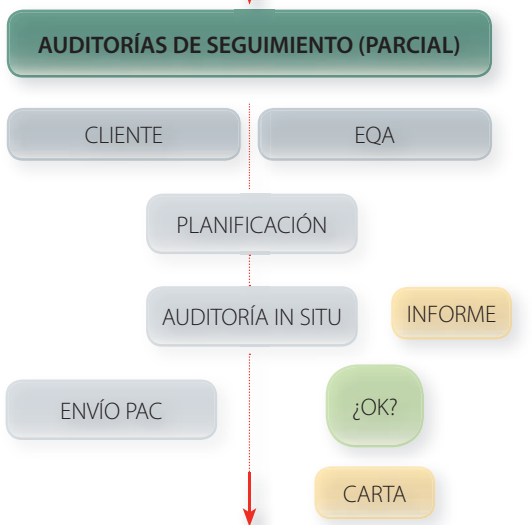 AUDITORÍAS DE SEGUIMIENTO (PARCIAL)
CLIENTE
EQA
PLANIFICACIÓN
AUDITORÍA IN SITU
INFORME
ENVÍO PAC
¿OK?
CARTA